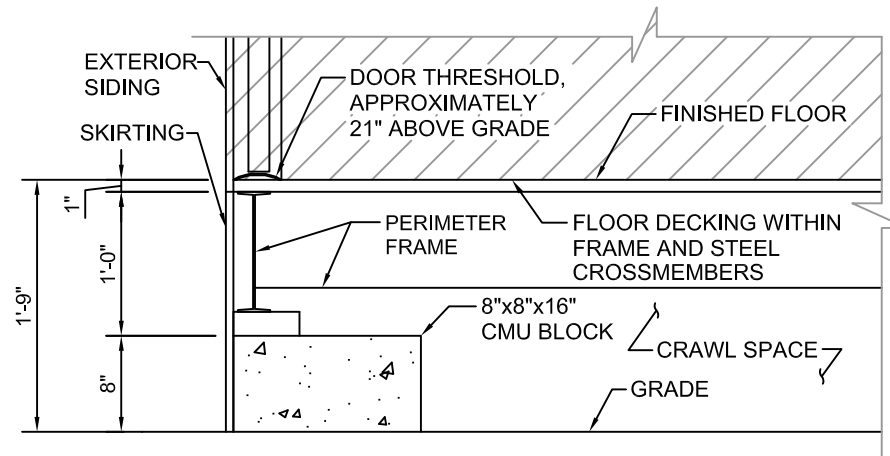 EXTERIOR
SIDING
DOOR THRESHOLD,
APPROXIMATELY
21" ABOVE GRADE
FINISHED FLOOR
SKIRTING
1"
PERIMETER
FRAME
FLOOR DECKING WITHIN
FRAME AND STEEL
CROSSMEMBERS
1'-0"
1'-9"
8"x8"x16"
CMU BLOCK
CRAWL SPACE
8"
GRADE